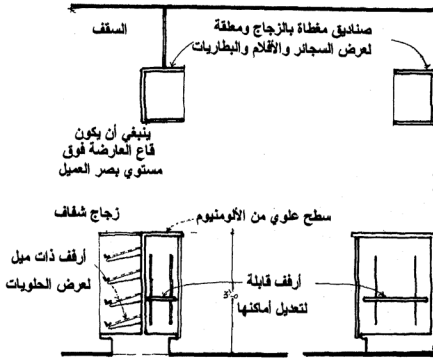 السقف
صناديق مغطاة بالزجاج ومعلقة
لعرض السجائر والأقلام والبطاريات
ينبغي أن يكون
قاع العارضة فوق
مستوي بصر العميل
زجاج شفاف
سطح علوي من الألومنيوم
أرفف ذات ميل
لعرض الحلويات
أرفف قابلة
لتعديل أماكنها